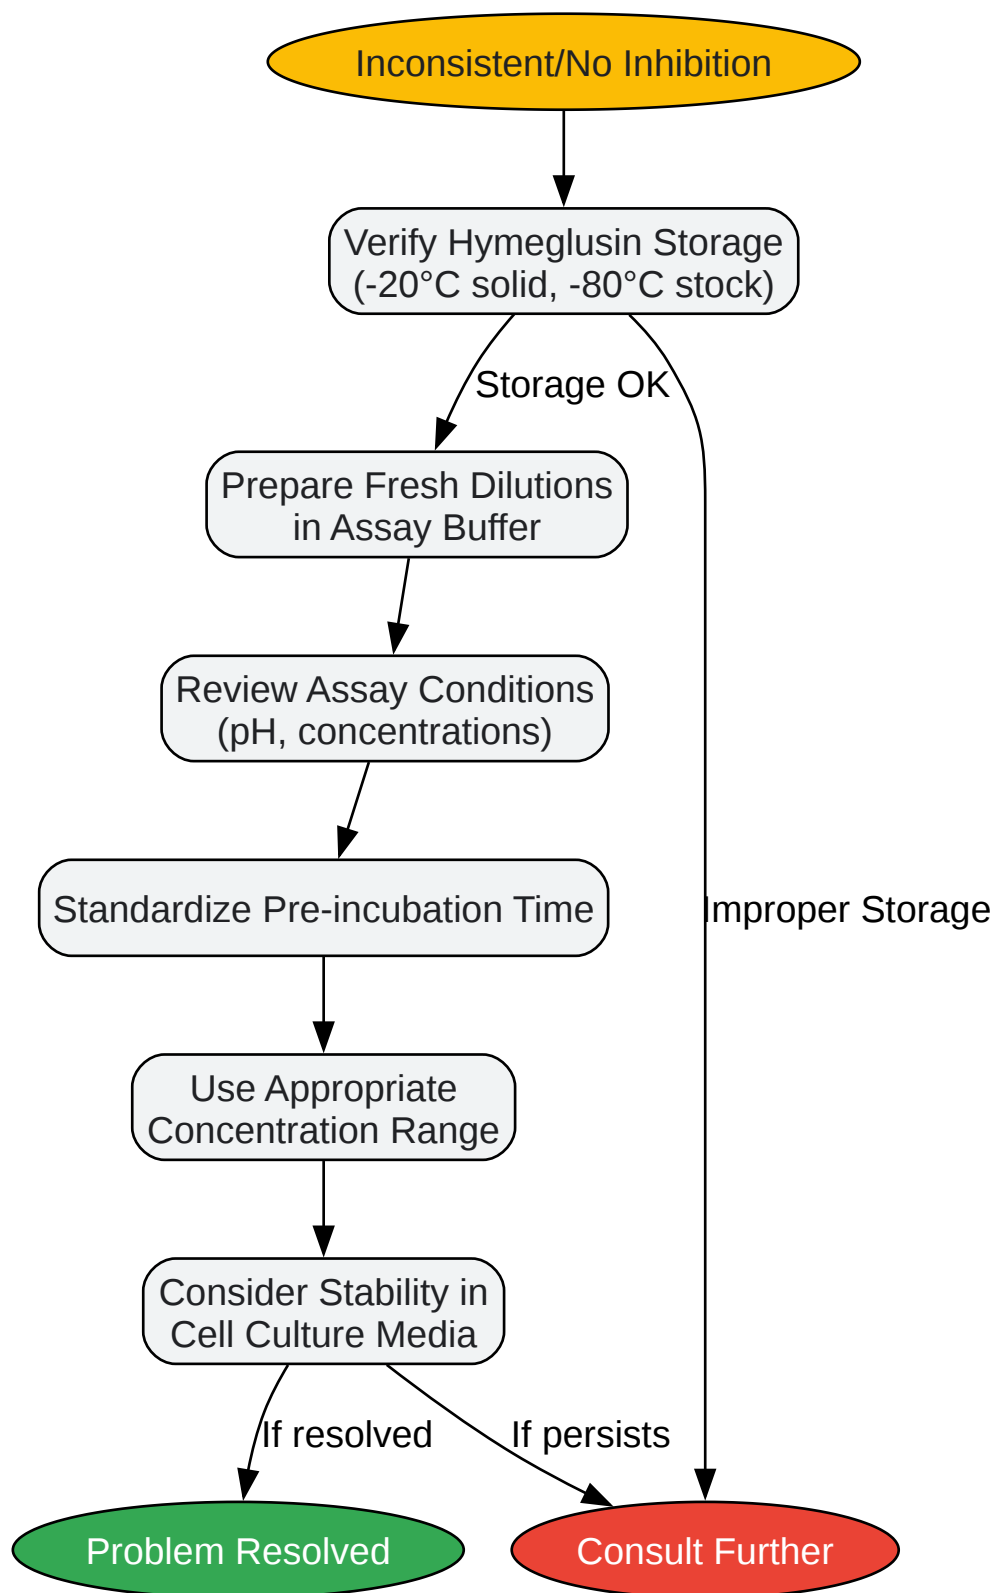 Inconsistent/No Inhibition
Verify Hymeglusin Storage
(-20°C solid, -80°C stock)
Storage OK
Prepare Fresh Dilutions
in Assay Buffer
Review Assay Conditions
(pH, concentrations)
Standardize Pre-incubation Time
Improper Storage
Use Appropriate
Concentration Range
Consider Stability in
Cell Culture Media
If resolved
If persists
Problem Resolved
Consult Further